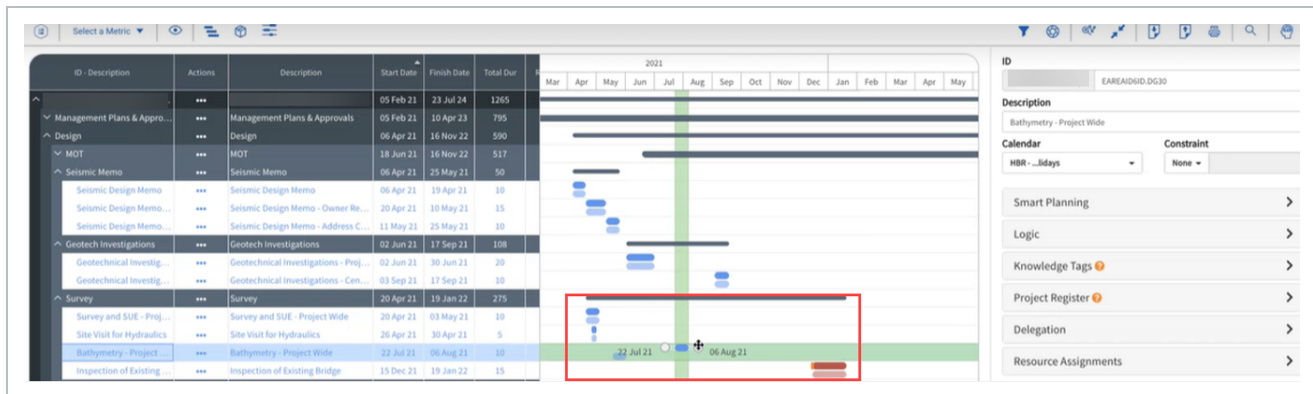 Select a Metric
ID - Description Actions Description Start Date Finish Date Total Dur
2021
Mar Apr May Jun Jul Aug Sep Oct Nov Dec Jan Feb Mar Apr May
••• 05 Feb 21 23 Jul 24 1265
Management Plans & Appro... ••• Management Plans & Approvals 05 Feb 21 10 Apr 23 795
Design ••• Design 06 Apr 21 16 Nov 22 590
MOT ••• MOT 18 Jun 21 16 Nov 22 517
Seismic Memo ••• Seismic Memo 06 Apr 21 25 May 21 50
Seismic Design Memo ••• Seismic Design Memo 06 Apr 21 19 Apr 21 10
Seismic Design Memo... ••• Seismic Design Memo - Owner Re... 20 Apr 21 10 May 21 15
Seismic Design Memo... ••• Seismic Design Memo - Address C... 11 May 21 25 May 21 10
Geotech Investigations ••• Geotech Investigations 02 Jun 21 17 Sep 21 108
Geotechnical Investig... ••• Geotechnical Investigations - Proj... 02 Jun 21 30 Jun 21 20
Geotechnical Investig... ••• Geotechnical Investigations - Cen... 03 Sep 21 17 Sep 21 10
Survey ••• Survey 20 Apr 21 19 Jan 22 275
Survey and SUE - Proj... ••• Survey and SUE - Project Wide 20 Apr 21 03 May 21 10
Site Visit for Hydraulics ••• Site Visit for Hydraulics 26 Apr 21 30 Apr 21 5
Bathymetry - Project ... ••• Bathymetry - Project Wide 22 Jul 21 06 Aug 21 10 22 Jul 21 06 Aug 21
Inspection of Existing ... ••• Inspection of Existing Bridge 15 Dec 21 19 Jan 22 15
ID
EAREAID6ID.DG30
Description
Bathymetry - Project Wide
Calendar Constraint
HBR - ...lidays None
Smart Planning
Logic
Knowledge Tags ?
Project Register ?
Delegation
Resource Assignments